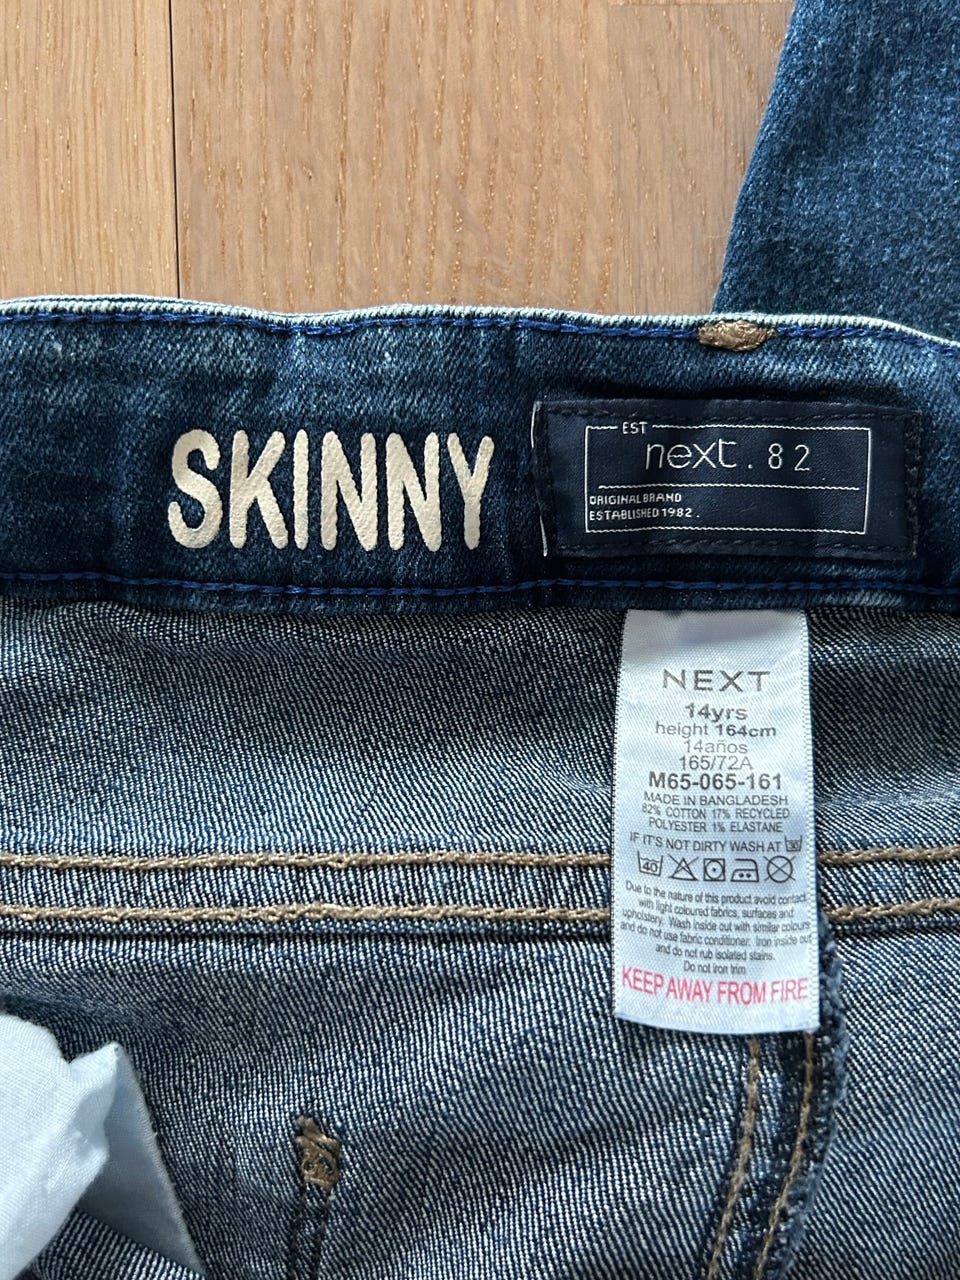 SKINNY
EST
next.82
ORIGINAL BRAND
ESTABLISHED 1982.
NEXT
14yrs
height 164cm
14años
165/72A
M65-065-161
MADE IN BANGLADESH
82% COTTON 17% RECYCLED
POLYESTER 1% ELASTANE
IF IT'S NOT DIRTY WASH AT 30
40
Due to the nature of this product avoid contact
with light coloured fabrics, surfaces and
upholstery. Wash inside out with similar colours
and do not use fabric conditioner. Iron inside out
and do not rub isolated stains.
Do not iron trim
KEEP AWAY FROM FIRE